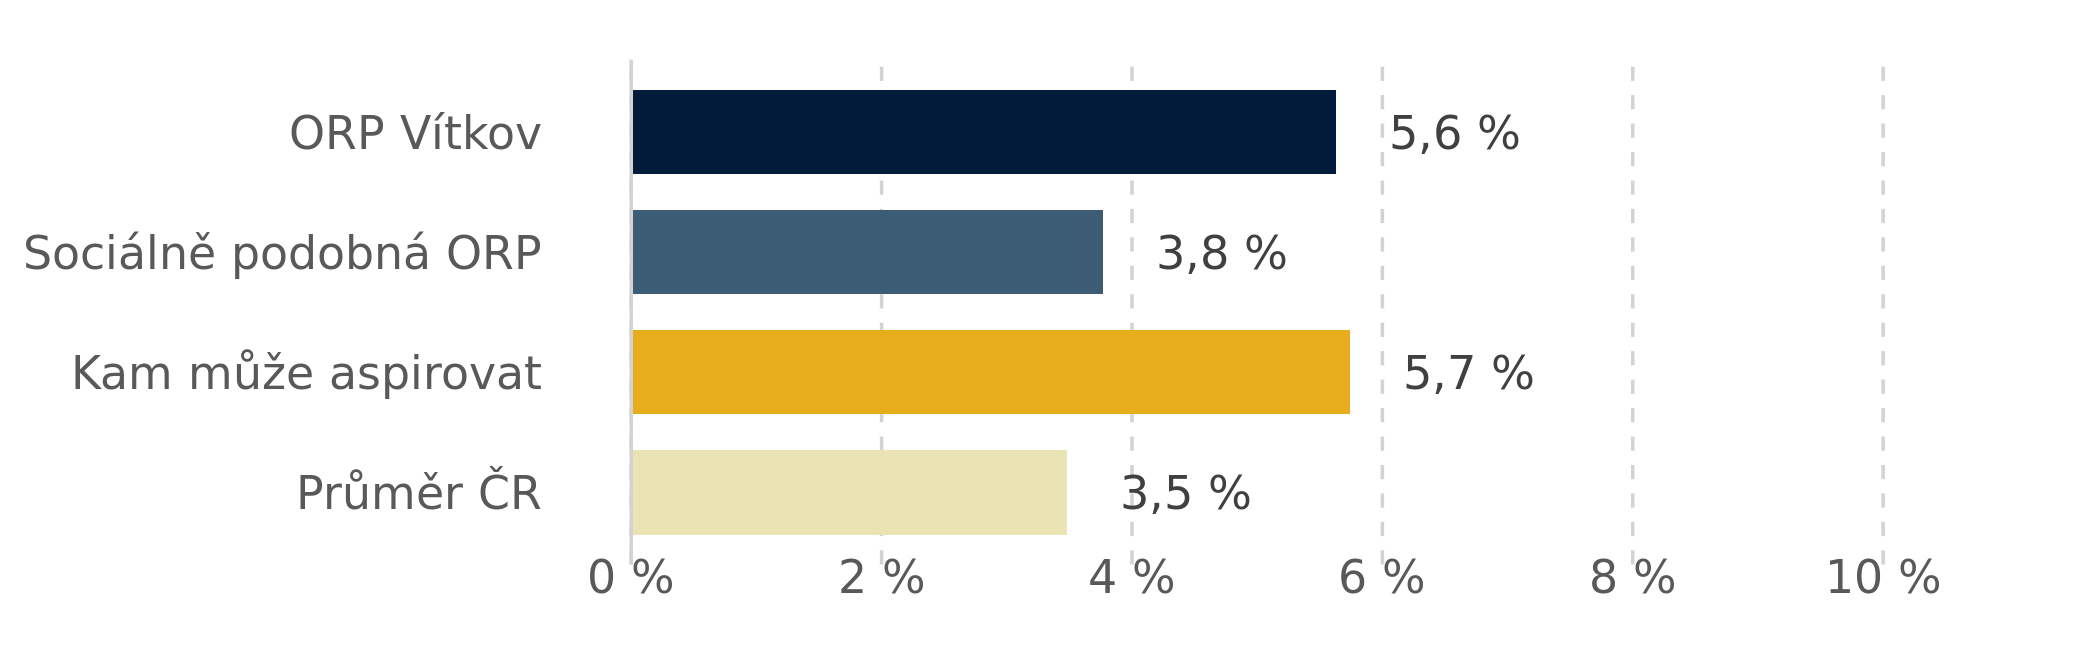 ORP Vítkov
5,6 %
Sociálně podobná ORP
3,8 %
Kam může aspirovat
5,7 %
Průměr ČR
3,5 %
0 % 2 % 4 % 6 % 8 % 10 %